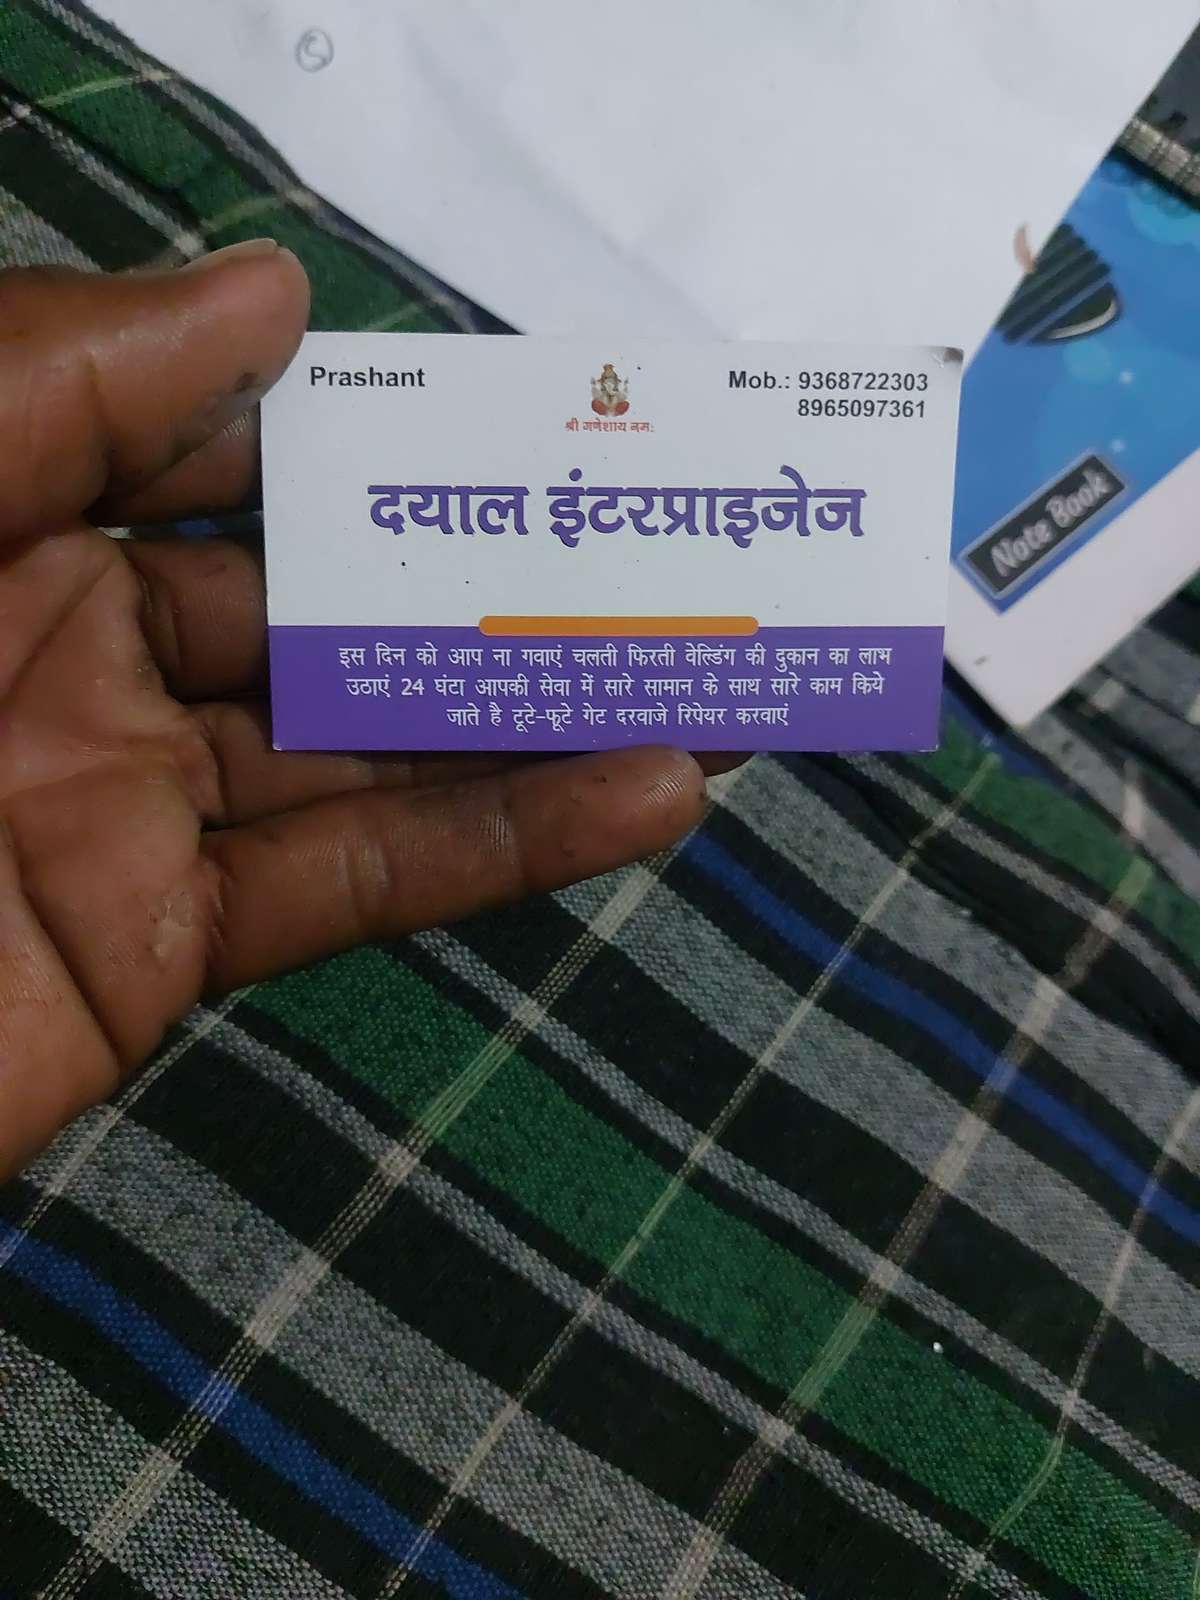 Prashant
Mob.: 9368722303
8965097361
श्री गणेशाय नम:
दयाल इंटरप्राइजेज
इस दिन को आप ना गवाएं चलती फिरती वेल्डिंग की दुकान का लाभ
उठाएं 24 घंटा आपकी सेवा में सारे सामान के साथ सारे काम किये
जाते है टूटे-फूटे गेट दरवाजे रिपेयर करवाएं
Note Book